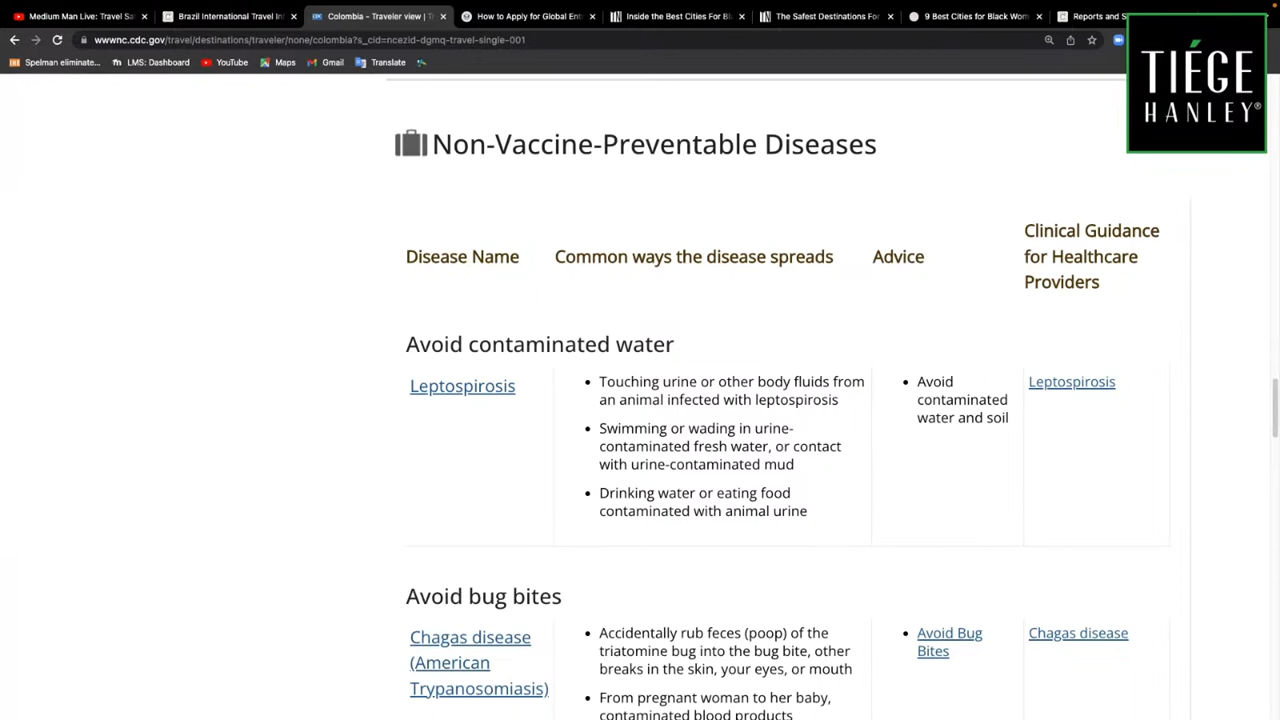 Medium Man Live: Travel Sa
Brazil International Travel In
Colombia - Traveler view | T
How to Apply for Global Ent
Inside the Best Cities For Bl
The Safest Destinations For
9 Best Cities for Black Wom
Reports and S
wwwnc.cdc.gov/travel/destinations/traveler/none/colombia?s_cid=ncezid-dgmq-travel-single-001
Spelman eliminate...
LMS: Dashboard
YouTube
Maps
Gmail
Translate
TIÉGE
HANLEY®
Non-Vaccine-Preventable Diseases
Disease Name
Common ways the disease spreads
Advice
Clinical Guidance
for Healthcare
Providers
Avoid contaminated water
Leptospirosis
• Touching urine or other body fluids from
an animal infected with leptospirosis
• Swimming or wading in urine-
contaminated fresh water, or contact
with urine-contaminated mud
• Drinking water or eating food
contaminated with animal urine
• Avoid
contaminated
water and soil
Leptospirosis
Avoid bug bites
Chagas disease
(American
Trypanosomiasis)
• Accidentally rub feces (poop) of the
triatomine bug into the bug bite, other
breaks in the skin, your eyes, or mouth
• From pregnant woman to her baby,
contaminated blood products
• Avoid Bug
Bites
Chagas disease